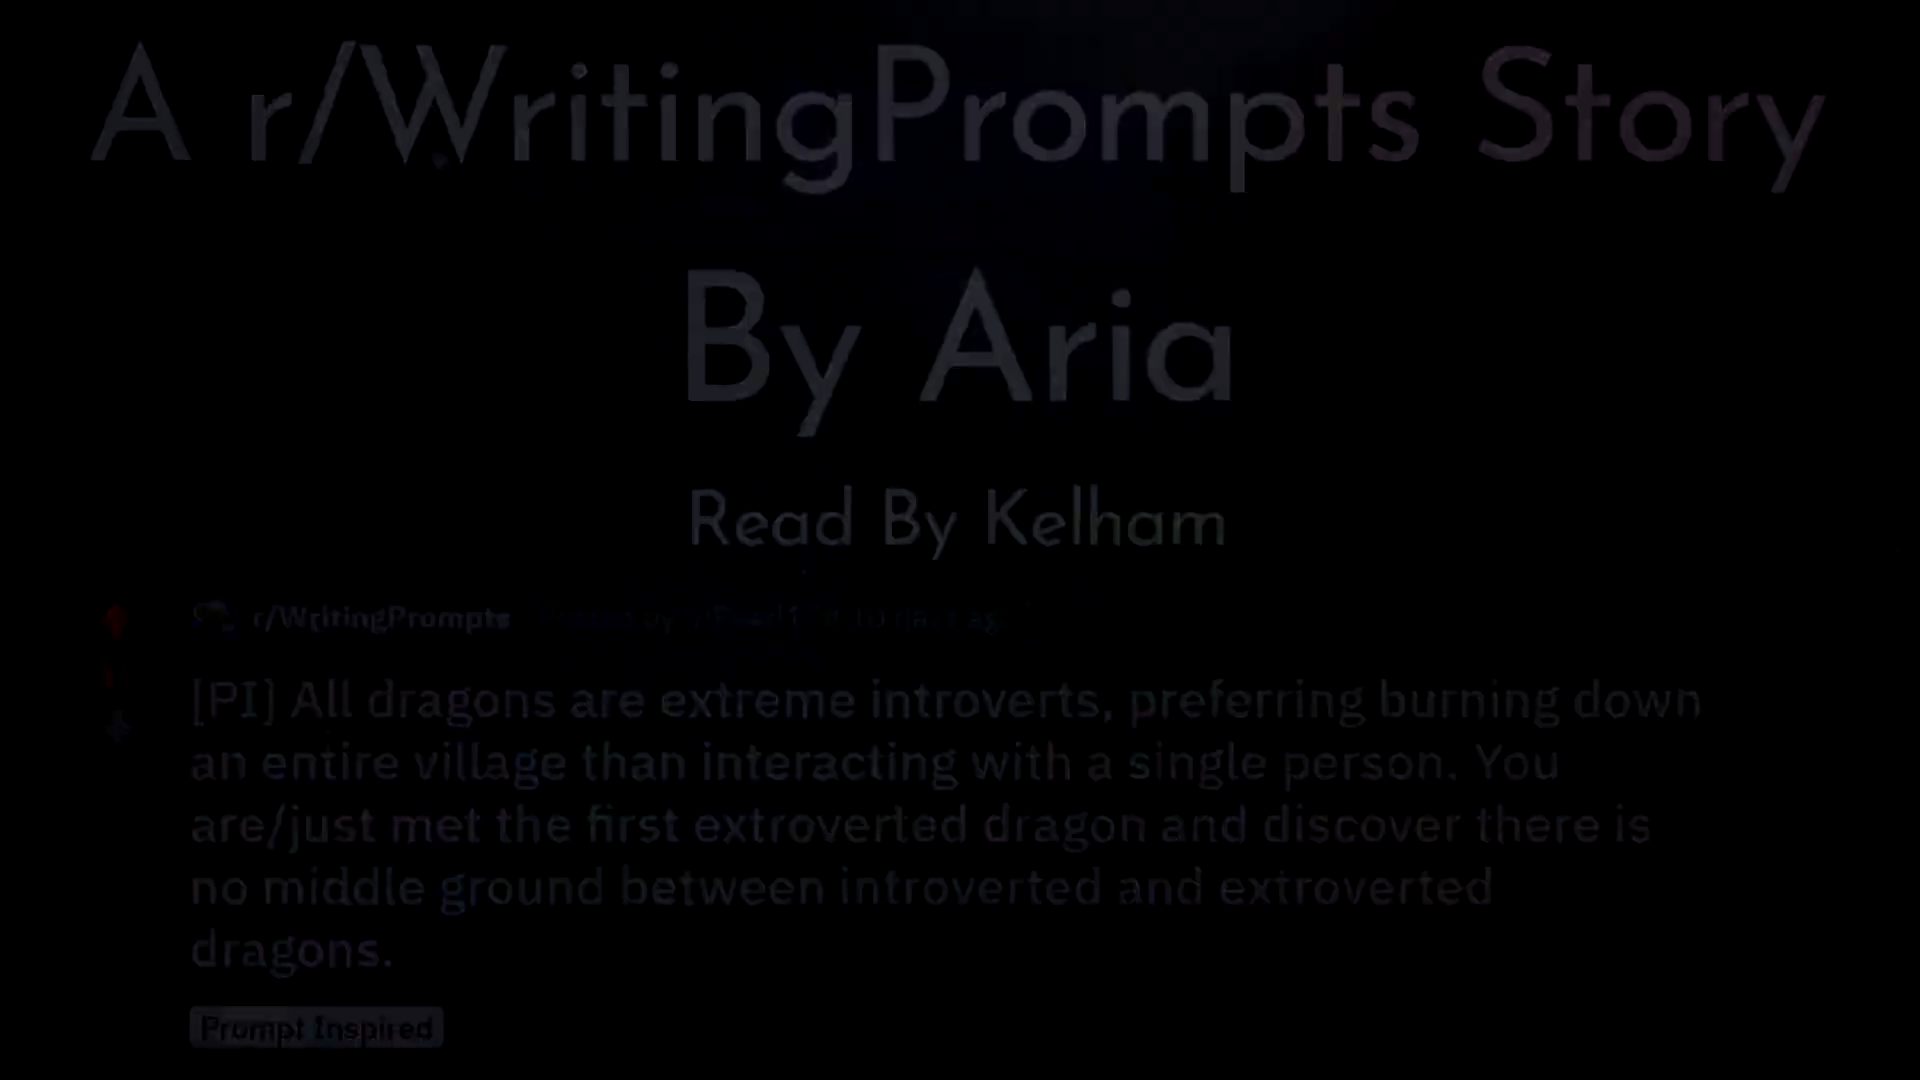 A r/WritingPrompts Story
By Aria
Read By Kelham
r/WritingPrompts
[PI] All dragons are extreme introverts, preferring burning down
an entire village than interacting with a single person. You
are/just met the first extroverted dragon and discover there is
no middle ground between introverted and extroverted
dragons.
Prompt Inspired